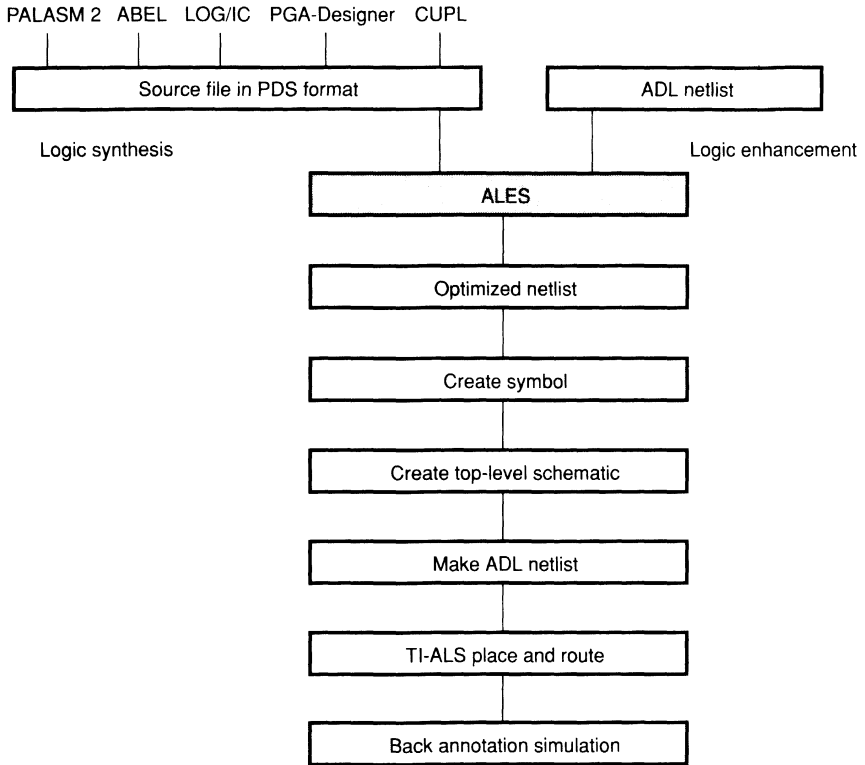 PALASM 2 ABEL LOG/IC PGA-Designer CUPL
Source file in PDS format
ADL netlist
Logic synthesis
Logic enhancement
ALES
Optimized netlist
Create symbol
Create top-level schematic
Make ADL netlist
TI-ALS place and route
Back annotation simulation